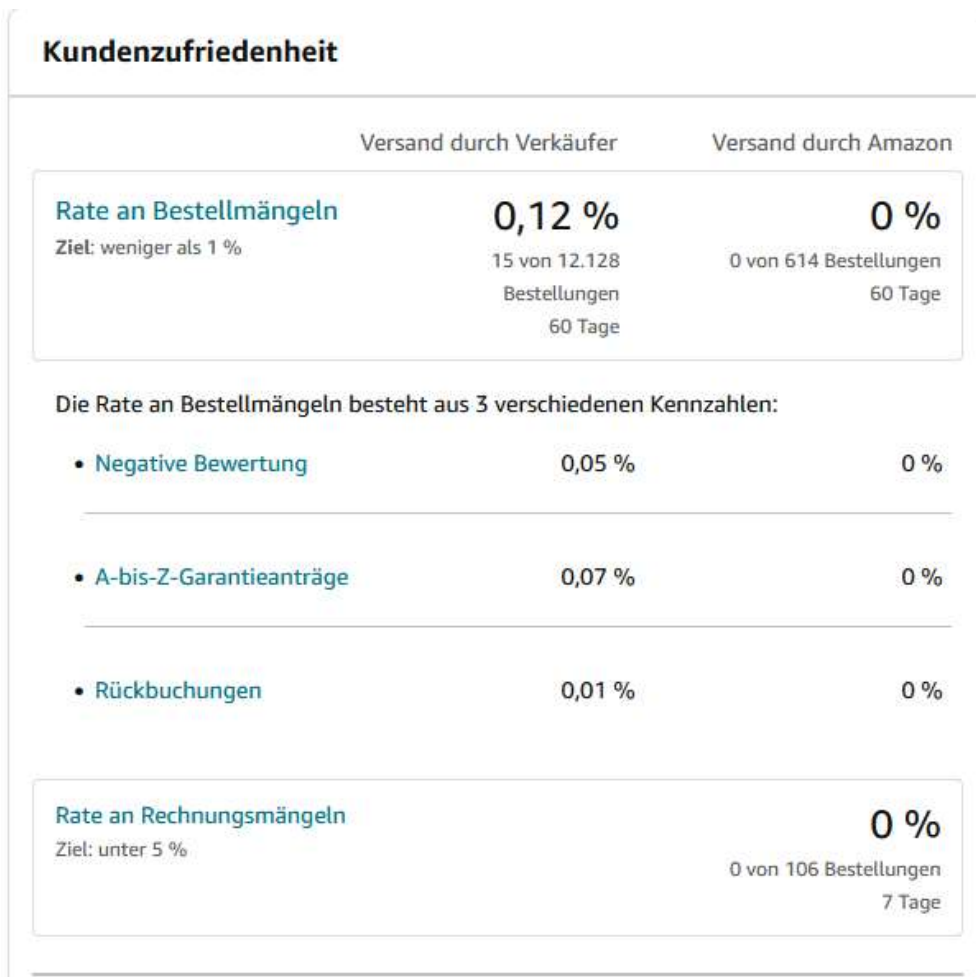 Kundenzufriedenheit
Versand durch Verkäufer Versand durch Amazon
Rate an Bestellmängeln 0,12 % 0 %
Ziel: weniger als 1 % 15 von 12.128 0 von 614 Bestellungen
Bestellungen 60 Tage
60 Tage
Die Rate an Bestellmängeln besteht aus 3 verschiedenen Kennzahlen:
• Negative Bewertung 0,05 % 0 %
• A-bis-Z-Garantieanträge 0,07 % 0 %
• Rückbuchungen 0,01 % 0 %
Rate an Rechnungsmängeln 0 %
Ziel: unter 5 % 0 von 106 Bestellungen
7 Tage